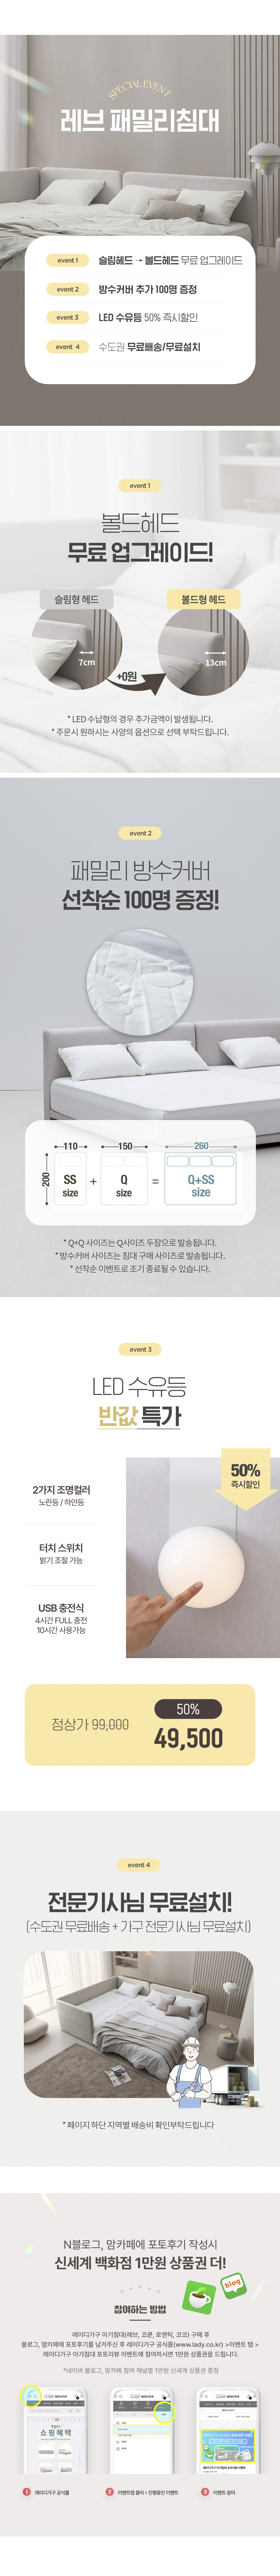 SPECIAL EVENT
레브 패밀리침대
event 1 슬림헤드 → 볼드헤드 무료 업그레이드
event 2 방수커버 추가 100명 증정
event 3 LED 수유등 50% 즉시할인
event 4 수도권 무료배송/무료설치
event 1
볼드헤드
무료 업그레이드!
슬림형 헤드
볼드형 헤드
7cm
13cm
+0원
* LED 수납형의 경우 추가금액이 발생됩니다.
* 주문시 원하시는 사양의 옵션으로 선택 부탁드립니다.
event 2
패밀리 방수커버
선착순 100명 증정!
110 150 260
200
SS size + Q size = Q+SS size
* Q+Q 사이즈는 Q사이즈 두장으로 발송됩니다.
* 방수커버 사이즈는 침대 구매 사이즈로 발송됩니다.
* 선착순 이벤트로 조기 종료될 수 있습니다.
event 3
LED 수유등
반값 특가
50%
즉시할인
2가지 조명컬러
노란등 / 하얀등
터치 스위치
밝기 조절 가능
USB 충전식
4시간 FULL 충전
10시간 사용가능
정상가 99,000
50%
49,500
event 4
전문기사님 무료설치!
(수도권 무료배송 + 가구 전문기사님 무료설치)
* 페이지 하단 지역별 배송비 확인부탁드립니다
N블로그, 맘카페에 포토후기 작성시
신세계 백화점 1만원 상품권 더!
blog
참여하는 방법
레이디가구 아기침대(레브, 코쿤, 로맨틱, 코코) 구매 후
블로그, 맘카페에 포토후기를 남겨주신 후 레이디가구 공식몰(www.lady.co.kr) >이벤트 탭 >
레이디가구 아기침대 포토리뷰 이벤트에 참여하시면 1만원 상품권을 드립니다.
*네이버 블로그, 맘카페 참여 채널별 1만원 신세계 상품권 증정
쇼핑혜택
1 레이디가구 공식몰
2 이벤트탭 클릭 > 진행중인 이벤트
3 이벤트 참여